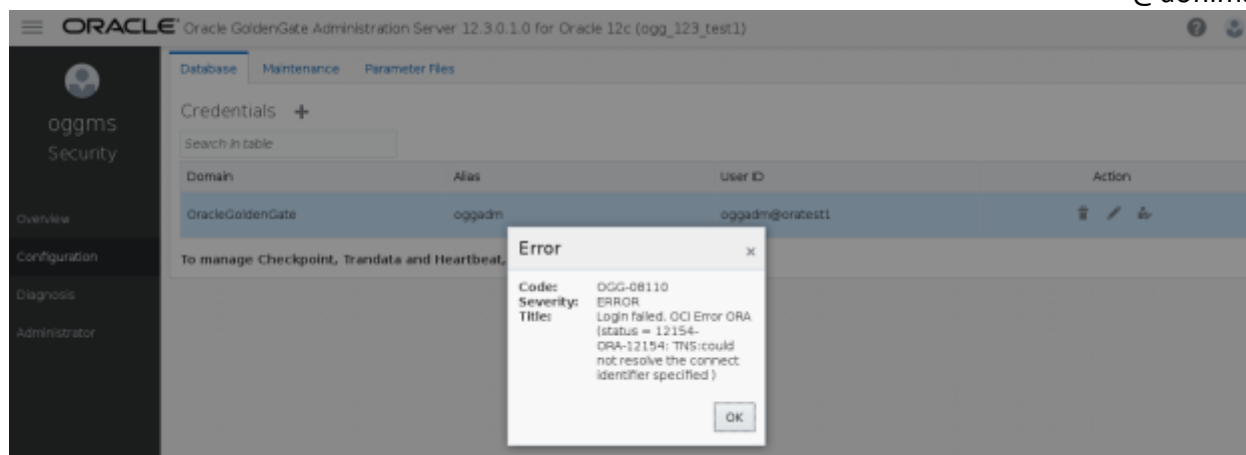 ORACLE® Oracle GoldenGate Administration Server 12.3.0.1.0 for Oracle 12c (ogg_123_test1)
oggms
Security
Overview
Configuration
Diagnosis
Administrator
Database Maintenance Parameter Files
Credentials +
Search in table
Domain Alias User ID Action
OracleGoldenGate oggadm oggadm@oratest1
To manage Checkpoint, Trandata and Heartbeat,
Error ×
Code: OGG-08110
Severity: ERROR
Title: Login failed. OCI Error ORA
(status = 12154-
ORA-12154: TNS:could
not resolve the connect
identifier specified )
OK